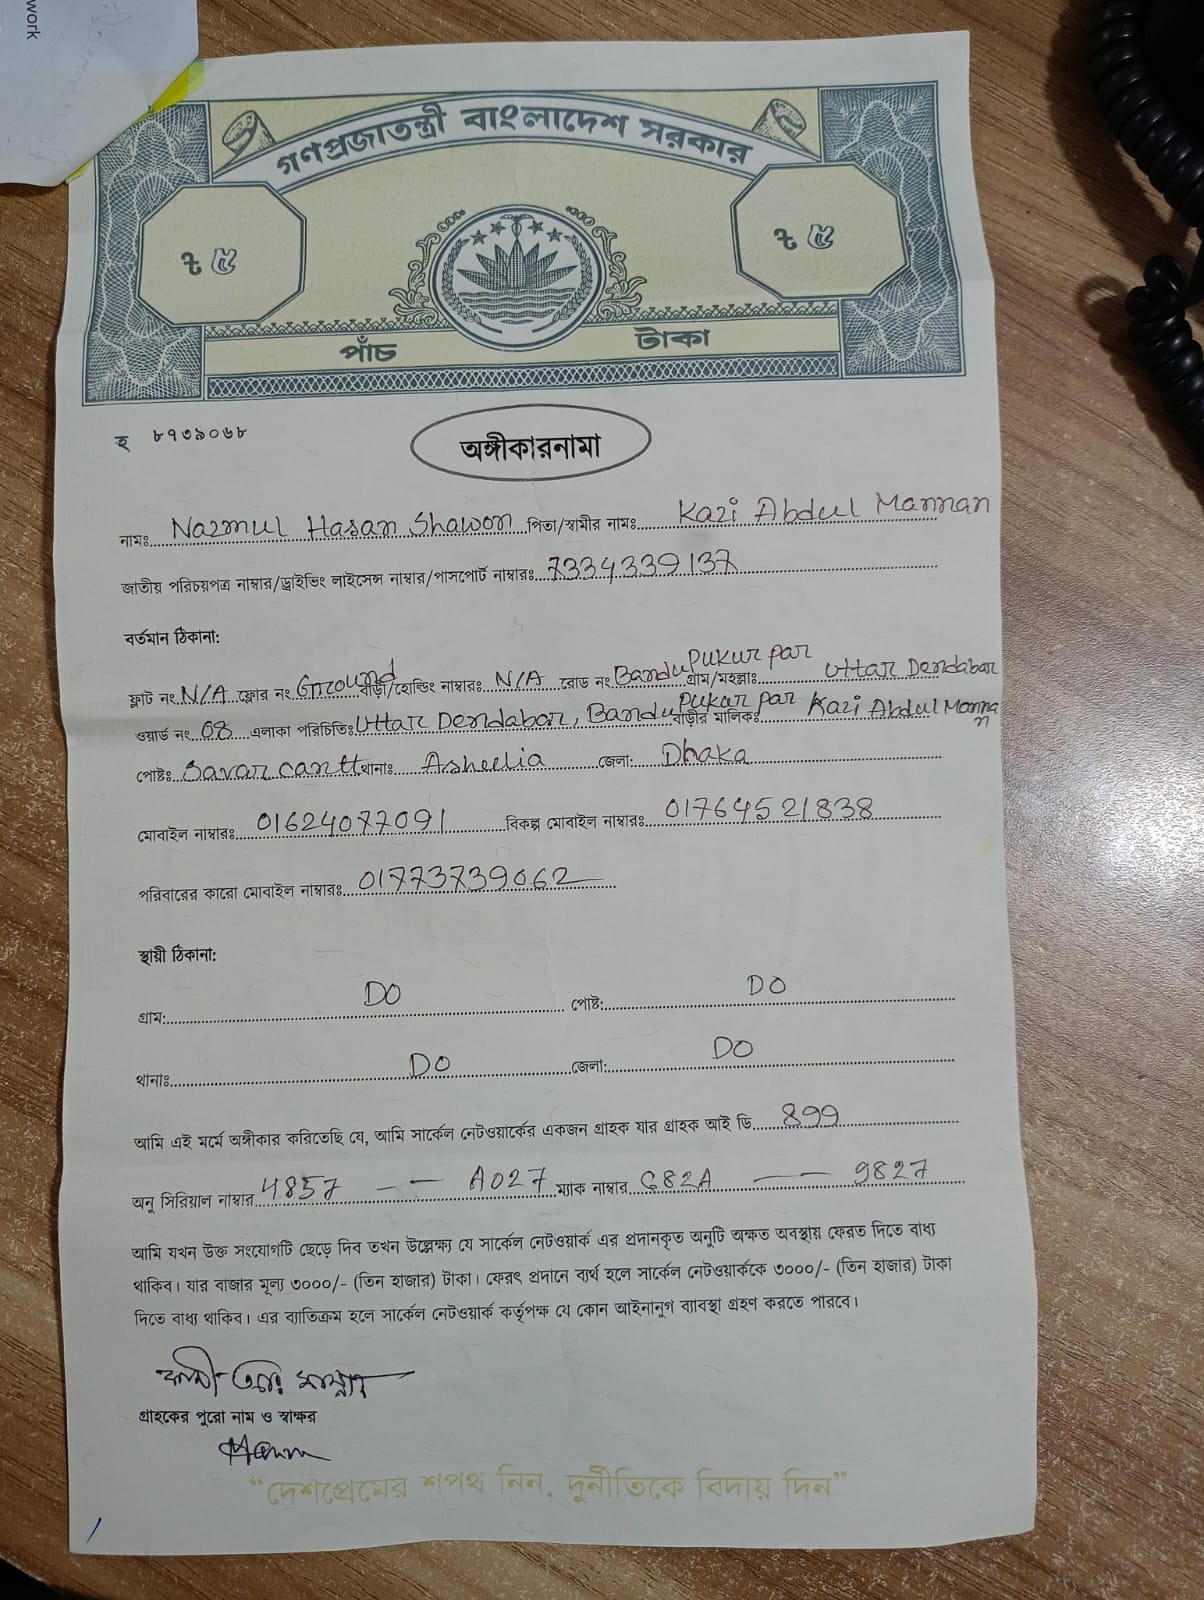 work
গণপ্রজাতন্ত্রী বাংলাদেশ সরকার
৳ ৫ ৳ ৫
পাঁচ টাকা
হ ৮৭৩৯০৬৮
অঙ্গীকারনামা
নামঃ Nazmul Hasan Shawon পিতা/স্বামীর নামঃ Kazi Abdul Mannan
জাতীয় পরিচয়পত্র নাম্বার/ড্রাইভিং লাইসেন্স নাম্বার/পাসপোর্ট নাম্বারঃ 7334339137
বর্তমান ঠিকানা:
ফ্লাট নং N/A ফ্লোর নং Ground বাড়ী/হোল্ডিং নাম্বারঃ N/A রোড নং Bandu Pukur par গ্রাম/মহল্লাঃ Uttar Dendabar
ওয়ার্ড নং 08 এলাকা পরিচিতিঃ Uttar Dendabar, Bandu Pukar par বাড়ীর মালিকঃ Kazi Abdul Mannan
পোষ্টঃ Savar cantt থানাঃ Asheelia জেলা: Dhaka
মোবাইল নাম্বারঃ 01624077091 বিকল্প মোবাইল নাম্বারঃ 01764521838
পরিবারের কারো মোবাইল নাম্বারঃ 01773739062
স্থায়ী ঠিকানা:
গ্রাম: DO পোষ্ট: DO
থানাঃ DO জেলা: DO
আমি এই মর্মে অঙ্গীকার করিতেছি যে, আমি সার্কেল নেটওয়ার্কের একজন গ্রাহক যার গ্রাহক আই ডি 899
অনু সিরিয়াল নাম্বার 4857 -- A027 ম্যাক নাম্বার C82A -- 9827
আমি যখন উক্ত সংযোগটি ছেড়ে দিব তখন উল্লেক্ষ্য যে সার্কেল নেটওয়ার্ক এর প্রদানকৃত অনুটি অক্ষত অবস্থায় ফেরত দিতে বাধ্য
থাকিব। যার বাজার মূল্য ৩০০০/- (তিন হাজার) টাকা। ফেরৎ প্রদানে ব্যর্থ হলে সার্কেল নেটওয়ার্ককে ৩০০০/- (তিন হাজার) টাকা
দিতে বাধ্য থাকিব। এর ব্যাতিক্রম হলে সার্কেল নেটওয়ার্ক কর্তৃপক্ষ যে কোন আইনানুগ ব্যাবস্থা গ্রহণ করতে পারবে।
গ্রাহকের পুরো নাম ও স্বাক্ষর
“দেশপ্রেমের শপথ নিন, দুর্নীতিকে বিদায় দিন”